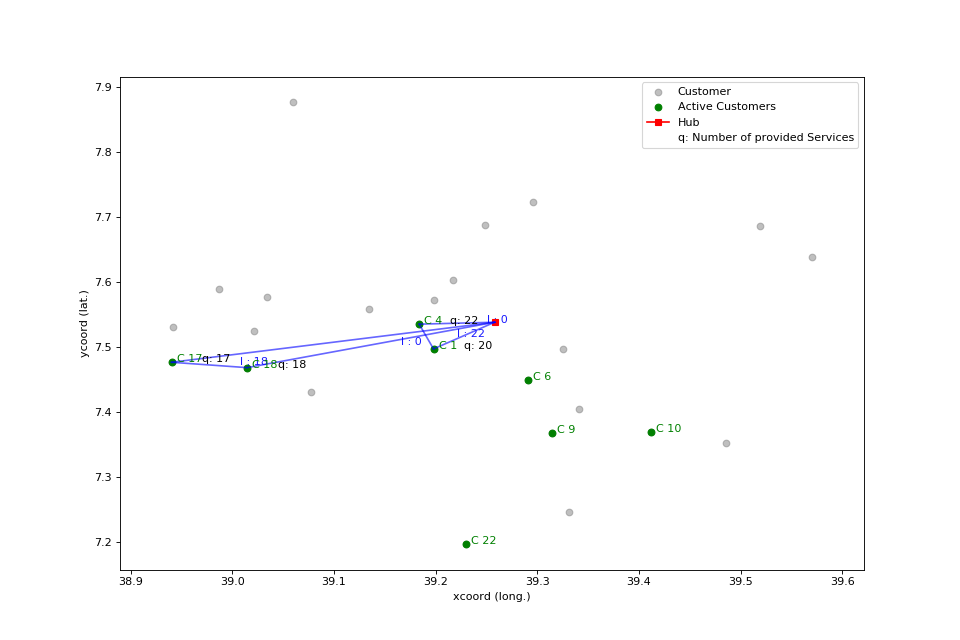 Customer
Active Customers
Hub
q: Number of provided Services
7.9
7.8
7.7
7.6
7.5
7.4
7.3
7.2
ycoord (lat.)
C 4 q: 22 l : 0
l : 22
l : 0 C 1 q: 20
C 17 q: 17 l : 18
C 18 q: 18
C 6
C 9
C 10
C 22
38.9 39.0 39.1 39.2 39.3 39.4 39.5 39.6
xcoord (long.)